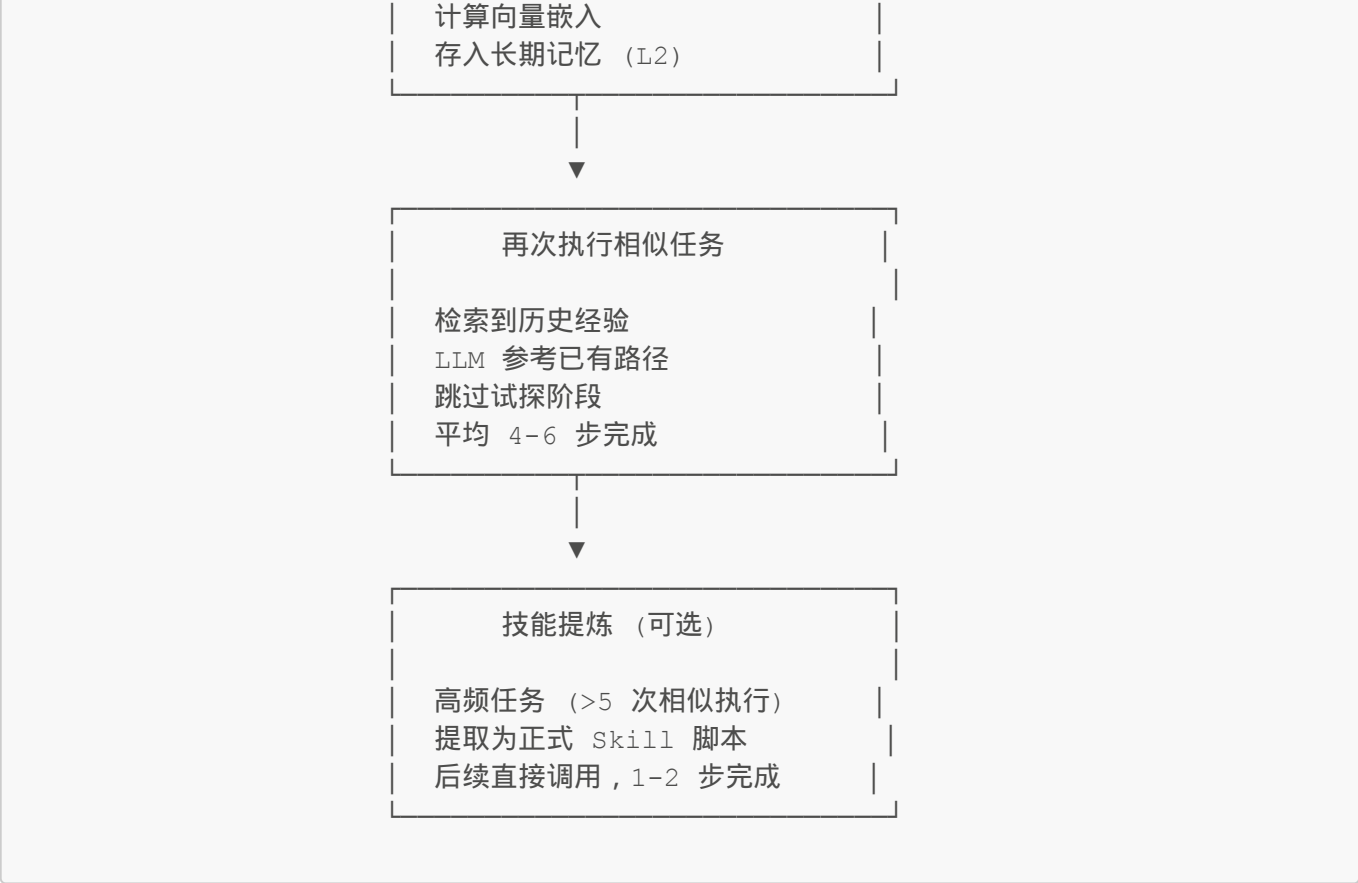 计算向量嵌入
存入长期记忆 (L2)
再次执行相似任务
检索到历史经验
LLM 参考已有路径
跳过试探阶段
平均 4-6 步完成
技能提炼 (可选)
高频任务 (>5 次相似执行)
提取为正式 Skill 脚本
后续直接调用,1-2 步完成